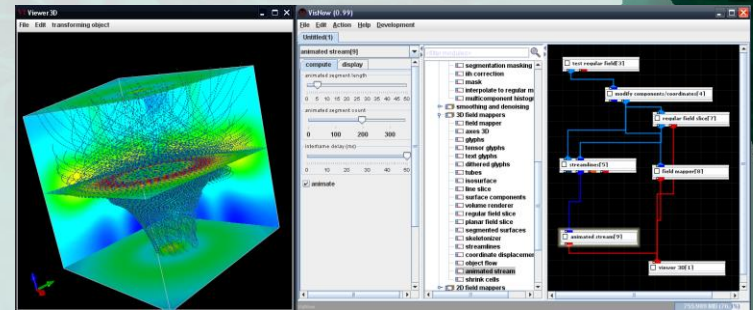 Viewer 3D
File Edit transforming object
VisNow (0.99)
File Edit Action Help Development
Untitled(1)
animated stream[9]
compute display
animated segment length
0 5 10 15 20 25 30 35 40 45 50
animated segment count
0 100 200 300
interframe delay (ms)
0 10 20 30 40 50
animate
segmentation masking
iih correction
mask
interpolate to regular m
multicomponent histog
smoothing and denoising
3D field mapper
field mapper
axes 3D
glyphs
tensor glyphs
text glyphs
dithered glyphs
tubes
isosurface
line slice
surface components
volume renderer
regular field slice
planar field slice
segmented surfaces
skeletonizer
streamlines
coordinate displacemen
object flow
animated stream
shrink cells
2D field mappers
test regular field[3]
modify components/coordinates[4]
regular field slice[7]
streamlines[5]
field mapper[8]
animated stream[9]
viewer 3D[1]